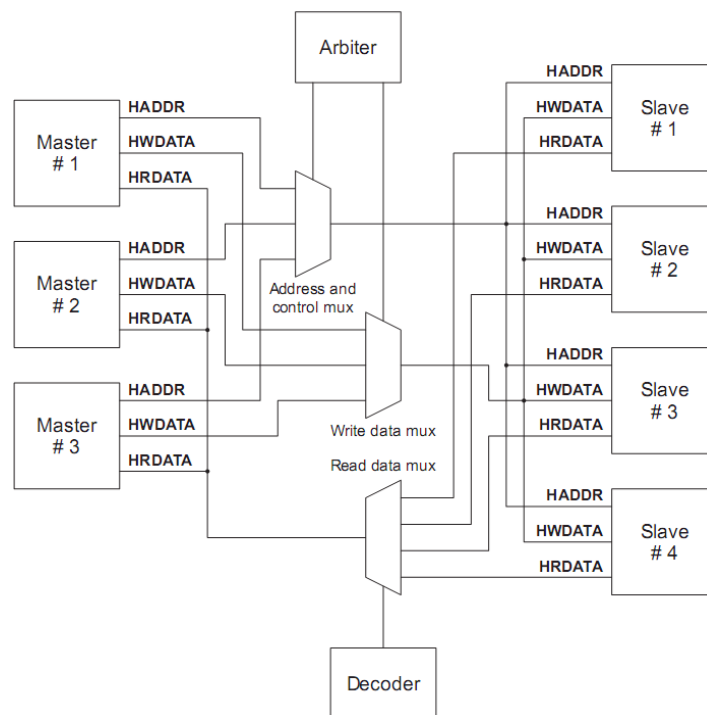 Arbiter
Master
# 1
HADDR
HWDATA
HRDATA
Master
# 2
HADDR
HWDATA
HRDATA
Master
# 3
HADDR
HWDATA
HRDATA
Address and
control mux
Write data mux
Read data mux
HADDR
HWDATA
HRDATA
Slave
# 1
HADDR
HWDATA
HRDATA
Slave
# 2
HADDR
HWDATA
HRDATA
Slave
# 3
HADDR
HWDATA
HRDATA
Slave
# 4
Decoder